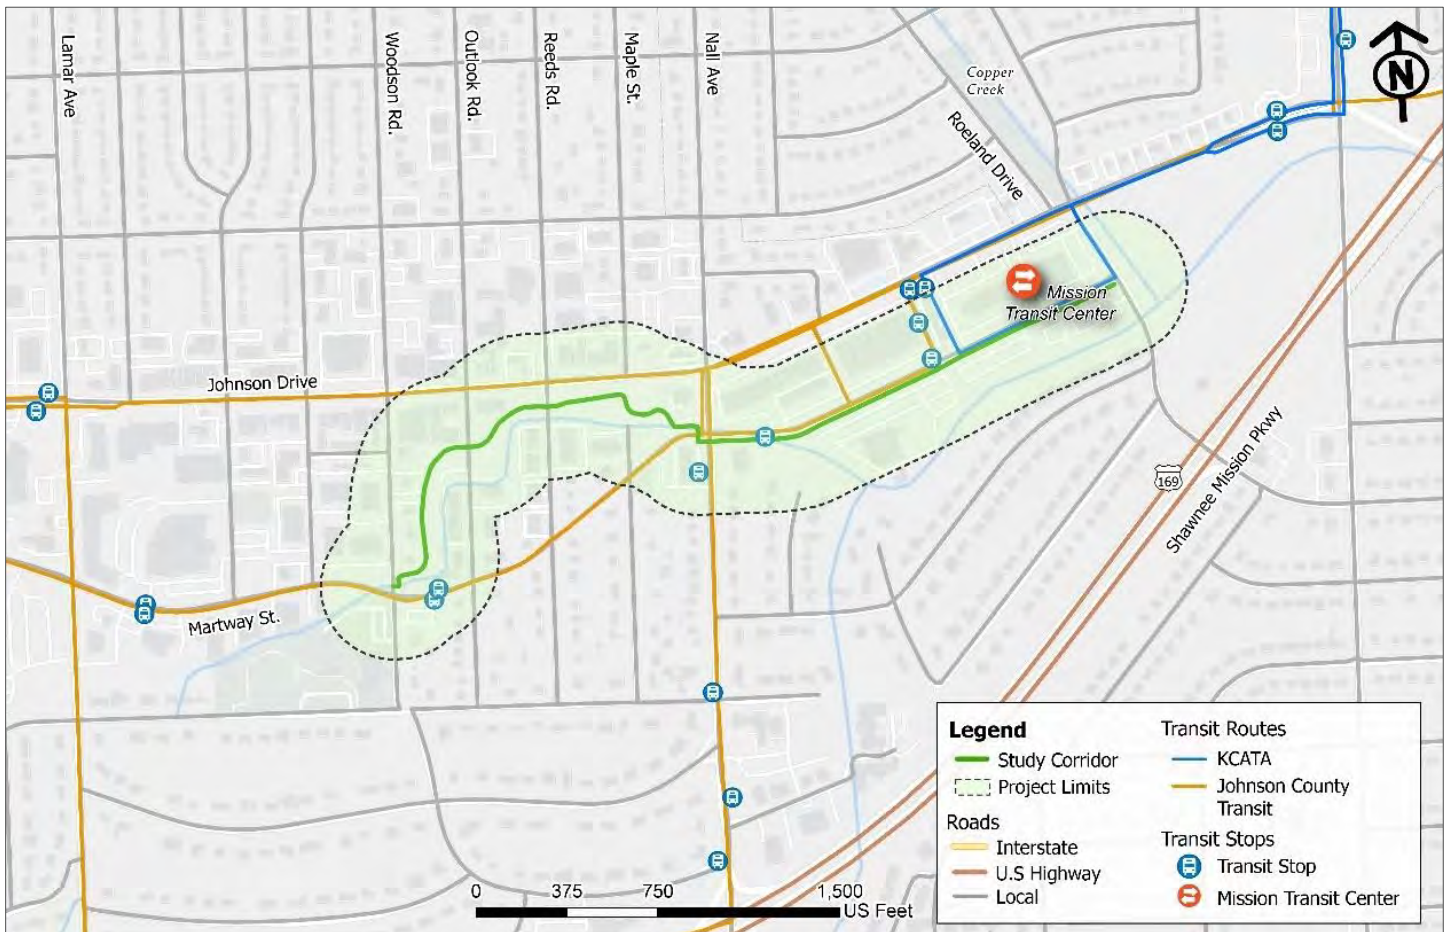 Lamar Ave
Woodson Rd.
Outlook Rd.
Reeds Rd.
Maple St.
Nall Ave
Copper
Creek
Roeland Drive
N
Mission
Transit Center
Johnson Drive
Martway St.
169
Shawnee Mission Pkwy
Legend
Study Corridor
Project Limits
Roads
Interstate
U.S Highway
Local
Transit Routes
KCATA
Johnson County
Transit
Transit Stops
Transit Stop
Mission Transit Center
0 375 750 1,500
US Feet